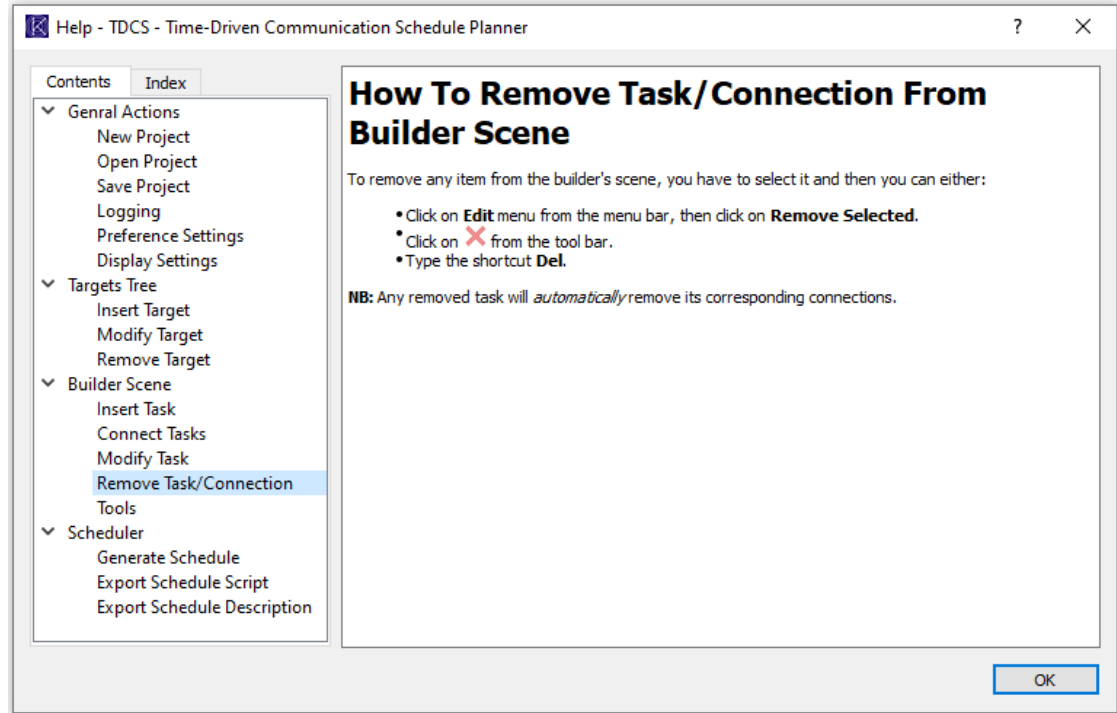 Help - TDCS - Time-Driven Communication Schedule Planner
Contents
Index
Genral Actions
New Project
Open Project
Save Project
Logging
Preference Settings
Display Settings
Targets Tree
Insert Target
Modify Target
Remove Target
Builder Scene
Insert Task
Connect Tasks
Modify Task
Remove Task/Connection
Tools
Scheduler
Generate Schedule
Export Schedule Script
Export Schedule Description
How To Remove Task/Connection From
Builder Scene
To remove any item from the builder's scene, you have to select it and then you can either:
• Click on Edit menu from the menu bar, then click on Remove Selected.
• Click on from the tool bar.
• Type the shortcut Del.
NB: Any removed task will automatically remove its corresponding connections.
OK